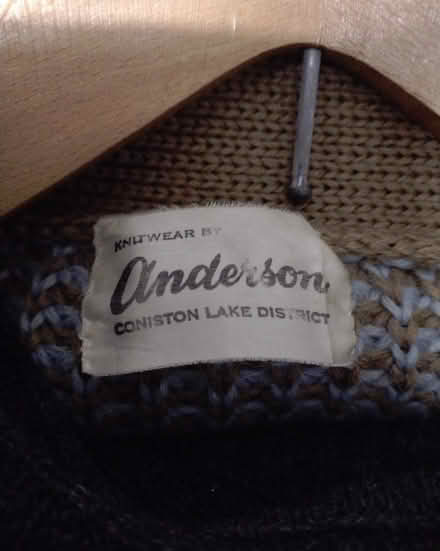 KNITWEAR BY
Anderson
CONISTON LAKE DISTRICT